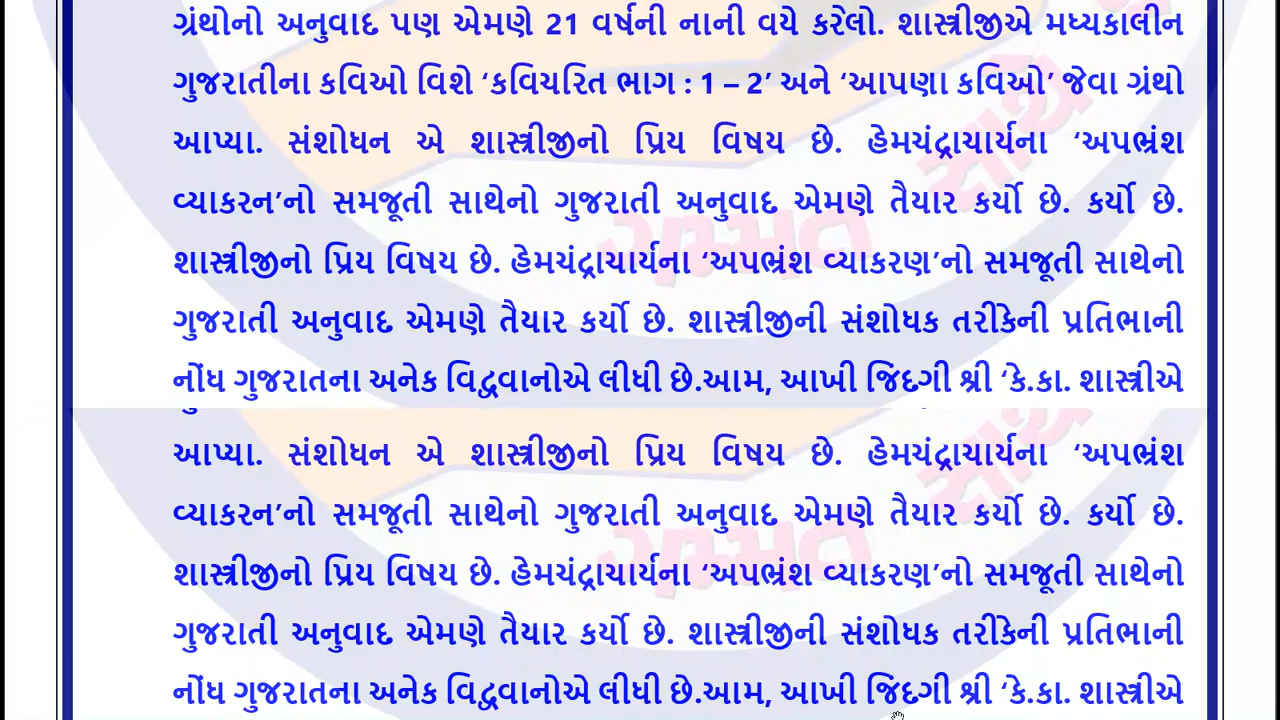 ગ્રંથોનો અનુવાદ પણ એમણે 21 વર્ષની નાની વયે કરેલો. શાસ્ત્રીજીએ મધ્યકાલીન
ગુજરાતીના કવિઓ વિશે ‘કવિચરિત ભાગ : 1 – 2’ અને ‘આપણા કવિઓ’ જેવા ગ્રંથો
આપ્યા. સંશોધન એ શાસ્ત્રીજીનો પ્રિય વિષય છે. હેમચંદ્રાચાર્યના ‘અપભ્રંશ
વ્યાકરન’નો સમજૂતી સાથેનો ગુજરાતી અનુવાદ એમણે તૈયાર કર્યો છે. કર્યો છે.
શાસ્ત્રીજીનો પ્રિય વિષય છે. હેમચંદ્રાચાર્યના ‘અપભ્રંશ વ્યાકરણ’નો સમજૂતી સાથેનો
ગુજરાતી અનુવાદ એમણે તૈયાર કર્યો છે. શાસ્ત્રીજીની સંશોધક તરીકેની પ્રતિભાની
નોંધ ગુજરાતના અનેક વિદ્વવાનોએ લીધી છે.આમ, આખી જિદગી શ્રી ‘કે.કા. શાસ્ત્રીએ
આપ્યા. સંશોધન એ શાસ્ત્રીજીનો પ્રિય વિષય છે. હેમચંદ્રાચાર્યના ‘અપભ્રંશ
વ્યાકરન’નો સમજૂતી સાથેનો ગુજરાતી અનુવાદ એમણે તૈયાર કર્યો છે. કર્યો છે.
શાસ્ત્રીજીનો પ્રિય વિષય છે. હેમચંદ્રાચાર્યના ‘અપભ્રંશ વ્યાકરણ’નો સમજૂતી સાથેનો
ગુજરાતી અનુવાદ એમણે તૈયાર કર્યો છે. શાસ્ત્રીજીની સંશોધક તરીકેની પ્રતિભાની
નોંધ ગુજરાતના અનેક વિદ્વવાનોએ લીધી છે.આમ, આખી જિદગી શ્રી ‘કે.કા. શાસ્ત્રીએ